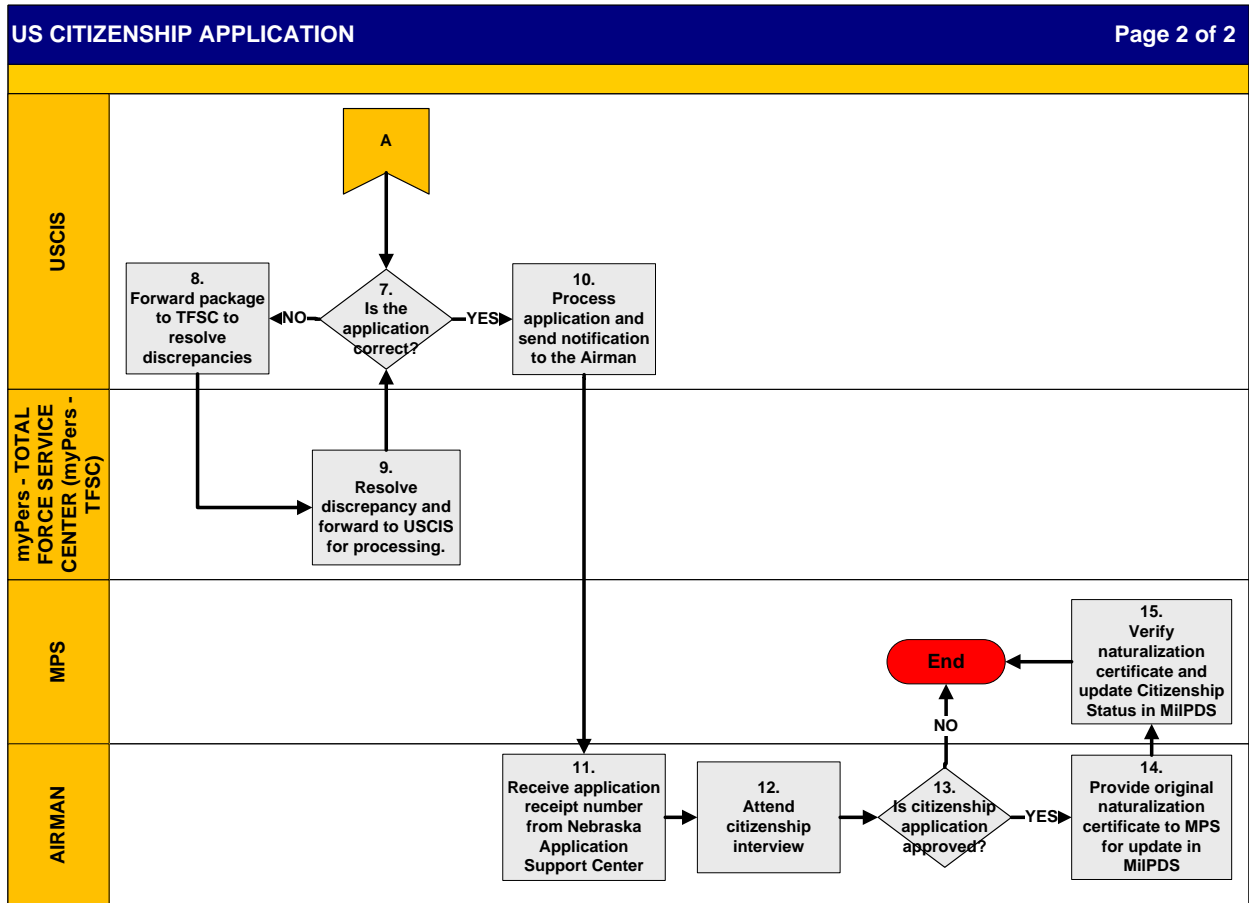 US CITIZENSHIP APPLICATION
Page 2 of 2
USCIS
A
8.
Forward package
to TFSC to
resolve
discrepancies
NO
7.
Is the
application
correct?
YES
10.
Process
application and
send notification
to the Airman
myPers - TOTAL
FORCE SERVICE
CENTER (myPers -
TFSC)
9.
Resolve
discrepancy and
forward to USCIS
for processing.
MPS
End
15.
Verify
naturalization
certificate and
update Citizenship
Status in MilPDS
NO
AIRMAN
11.
Receive application
receipt number
from Nebraska
Application
Support Center
12.
Attend
citizenship
interview
13.
Is citizenship
application
approved?
YES
14.
Provide original
naturalization
certificate to MPS
for update in
MilPDS